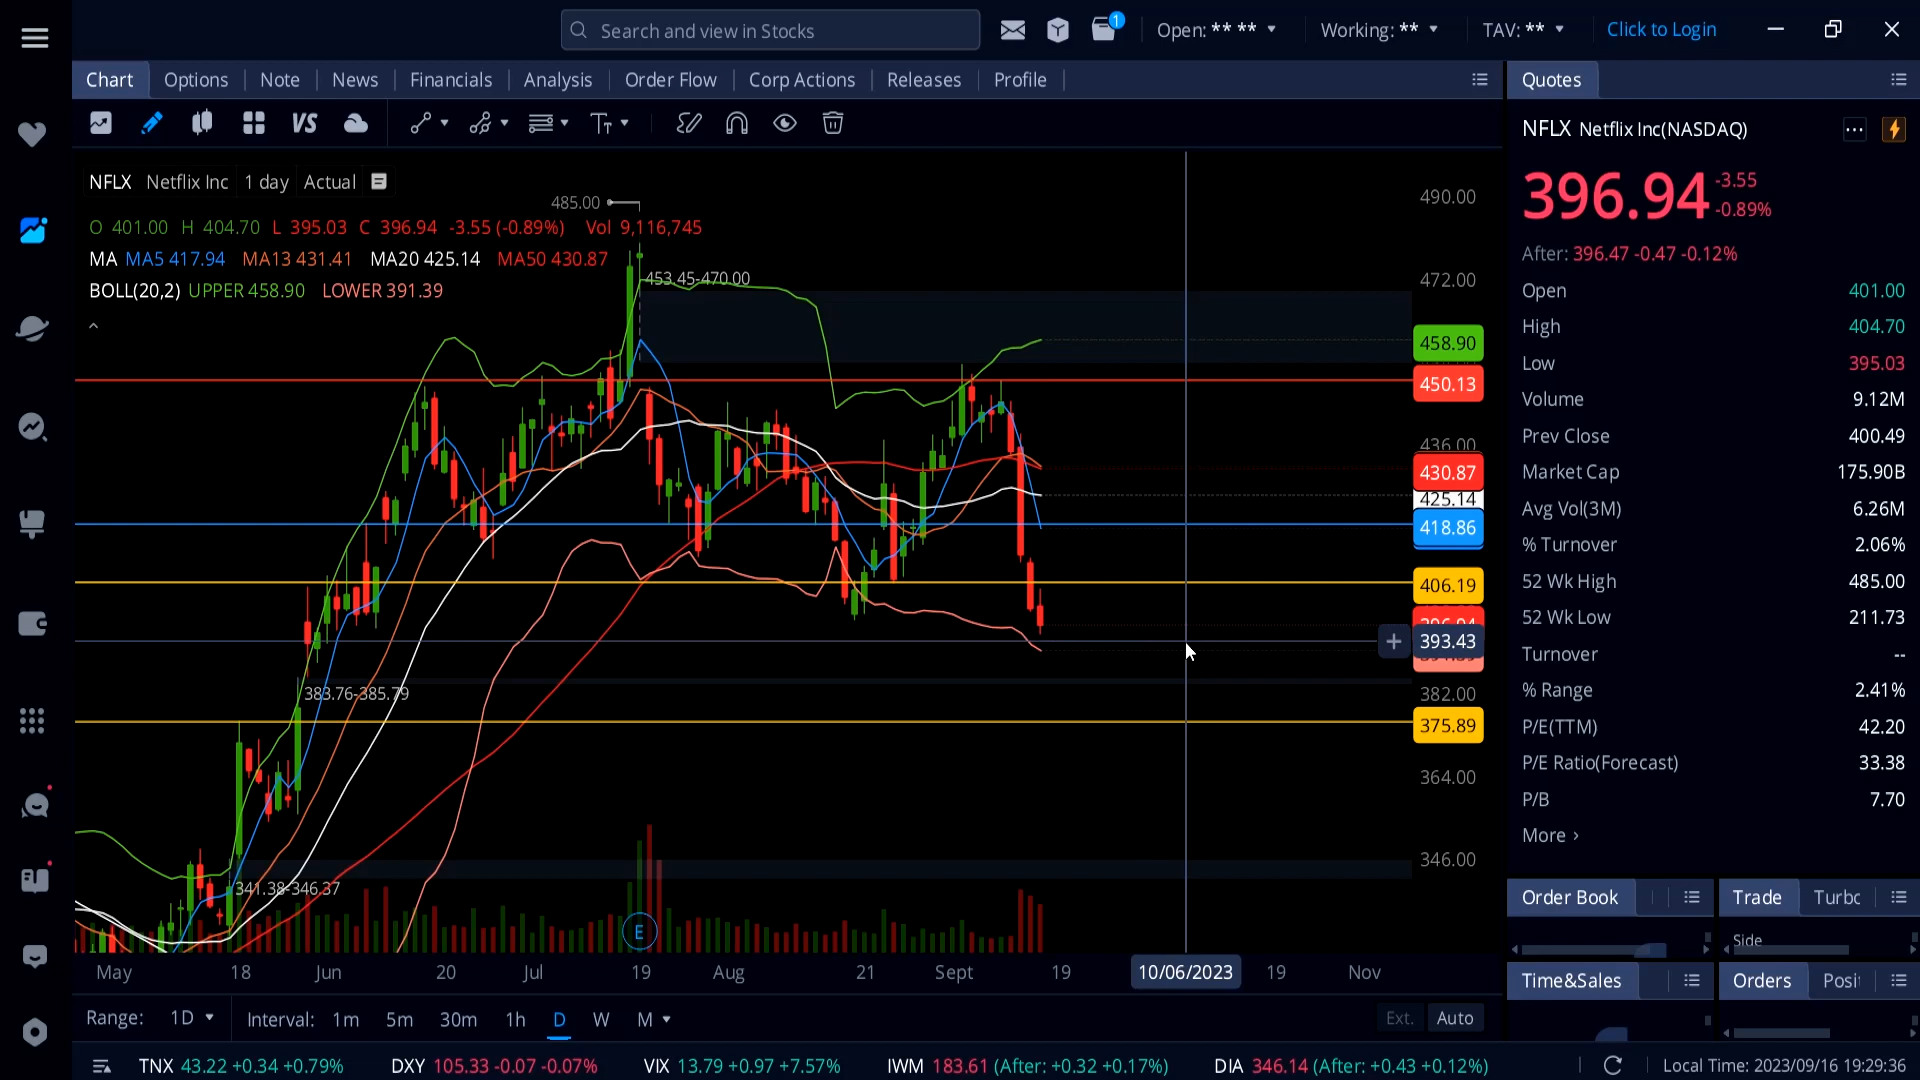 Search and view in Stocks
1
Open: ** **
Working: **
TAV: **
Click to Login
Chart
Options
Note
News
Financials
Analysis
Order Flow
Corp Actions
Releases
Profile
Quotes
VS
NFLX Netflix Inc(NASDAQ)
396.94
-3.55
-0.89%
After: 396.47 -0.47 -0.12%
Open 401.00
High 404.70
Low 395.03
Volume 9.12M
Prev Close 400.49
Market Cap 175.90B
Avg Vol(3M) 6.26M
% Turnover 2.06%
52 Wk High 485.00
52 Wk Low 211.73
Turnover --
% Range 2.41%
P/E(TTM) 42.20
P/E Ratio(Forecast) 33.38
P/B 7.70
More >
NFLX Netflix Inc 1 day Actual
O 401.00 H 404.70 L 395.03 C 396.94 -3.55 (-0.89%) Vol 9,116,745
MA MA5 417.94 MA13 431.41 MA20 425.14 MA50 430.87
BOLL(20,2) UPPER 458.90 LOWER 391.39
485.00
453.45-470.00
383.76-385.79
341.38-346.37
490.00
472.00
458.90
450.13
436.00
430.87
425.14
418.86
406.19
396.94
393.43
382.00
375.89
364.00
346.00
E
May
18
Jun
20
Jul
19
Aug
21
Sept
19
10/06/2023
19
Nov
Range: 1D
Interval: 1m 5m 30m 1h D W M
Ext.
Auto
Order Book
Trade
Turbo
Side
Time&Sales
Orders
Posit
TNX 43.22 +0.34 +0.79%
DXY 105.33 -0.07 -0.07%
VIX 13.79 +0.97 +7.57%
IWM 183.61 (After: +0.32 +0.17%)
DIA 346.14 (After: +0.43 +0.12%)
Local Time: 2023/09/16 19:29:36